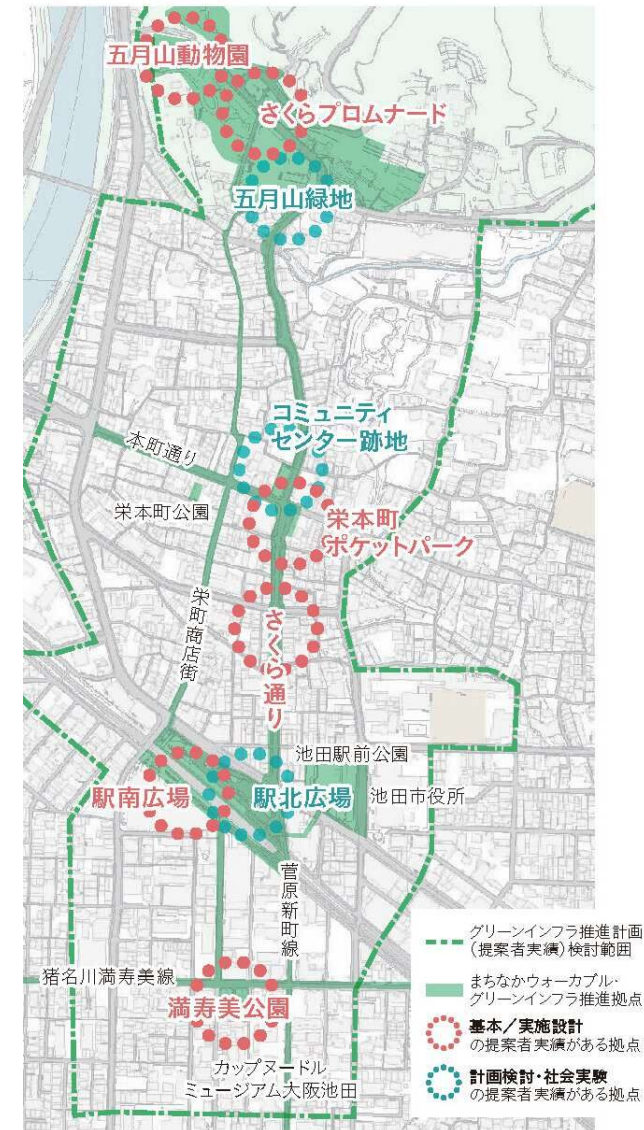 五月山動物園
さくらプロムナード
五月山緑地
コミュニティ
センター跡地
本町通り
栄本町公園
栄本町
ポケットパーク
栄町商店街
さくら通り
池田駅前公園
駅南広場
駅北広場
池田市役所
菅原新町線
猪名川満寿美線
満寿美公園
カップヌードル
ミュージアム大阪池田
グリーンインフラ推進計画
(提案者実績)検討範囲
まちなかウォーカブル・
グリーンインフラ推進拠点
基本/実施設計
の提案者実績がある拠点
計画検討・社会実験
の提案者実績がある拠点